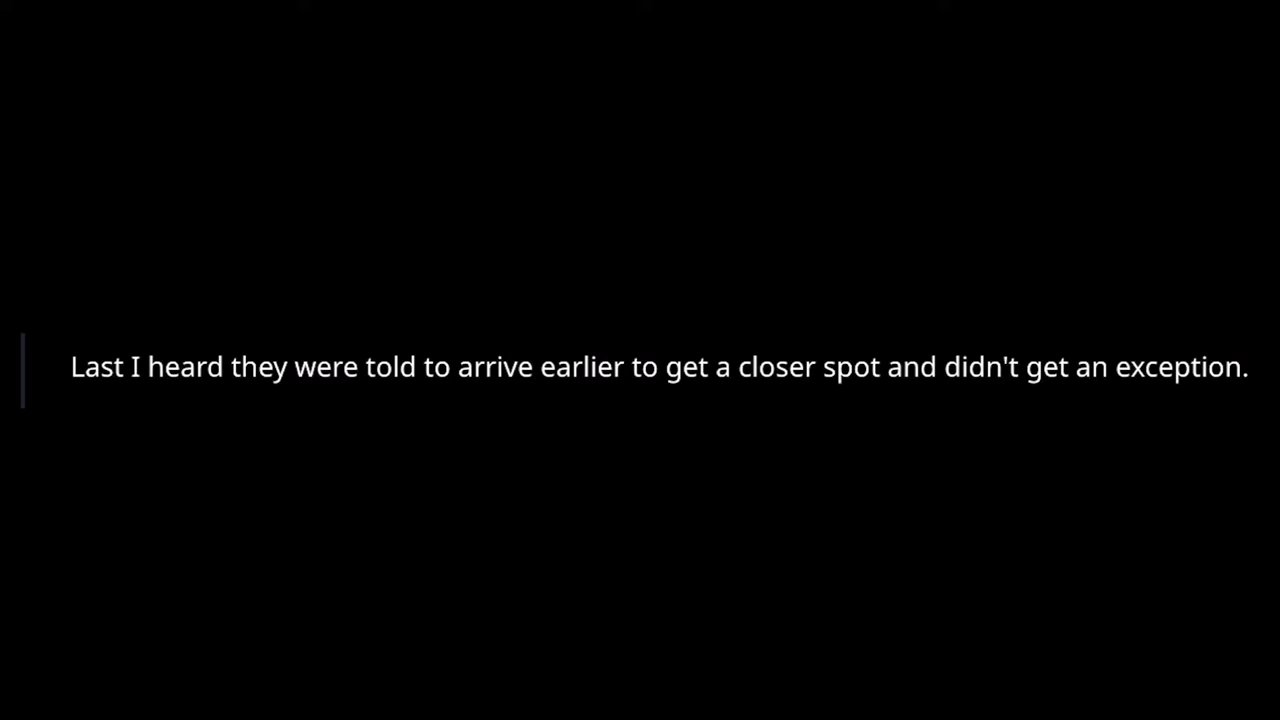 Last I heard they were told to arrive earlier to get a closer spot and didn't get an exception.